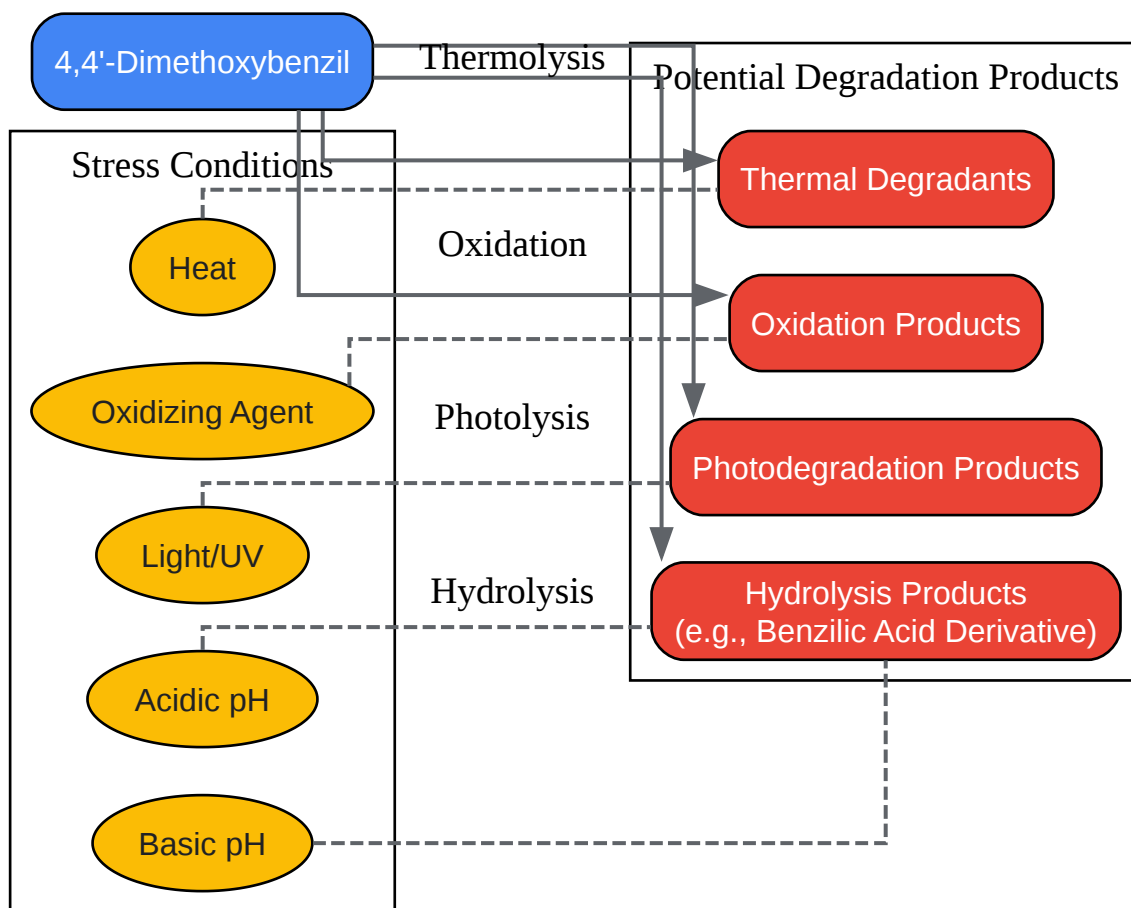 4,4'-Dimethoxybenzil
Thermolysis
Potential Degradation Products
Stress Conditions
Thermal Degradants
Heat
Oxidation
Oxidation Products
Oxidizing Agent
Photolysis
Photodegradation Products
Light/UV
Hydrolysis
Hydrolysis Products
(e.g., Benzilic Acid Derivative)
Acidic pH
Basic pH